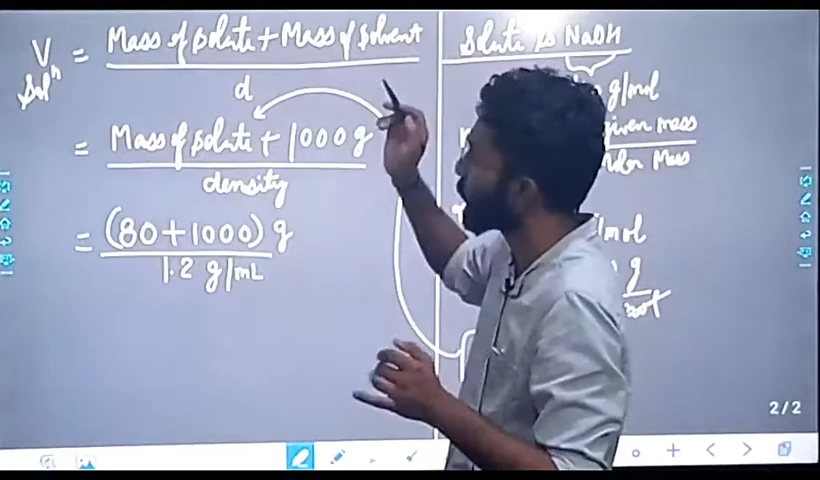 V Solⁿ = Mass of Solute + Mass of Solvent / d
= Mass of Solute + 1000 g / density
= (80 + 1000) g / 1.2 g/mL
Solute is NaOH
g/mol
given mass
Mass
mol
g
2/2